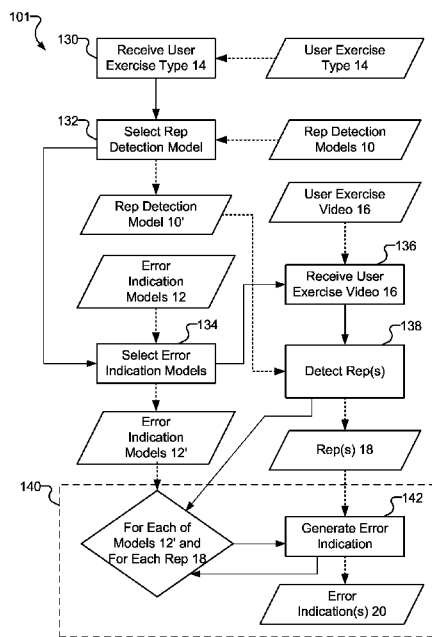 101
130
Receive User
Exercise Type 14
User Exercise
Type 14
132
Select Rep
Detection Model
Rep Detection
Models 10
Rep Detection
Model 10'
User Exercise
Video 16
136
Error
Indication
Models 12
Receive User
Exercise Video 16
134
138
Select Error
Indication Models
Detect Rep(s)
Error
Indication
Models 12'
Rep(s) 18
140
142
For Each of
Models 12' and
For Each Rep 18
Generate Error
Indication
Error
Indication(s) 20